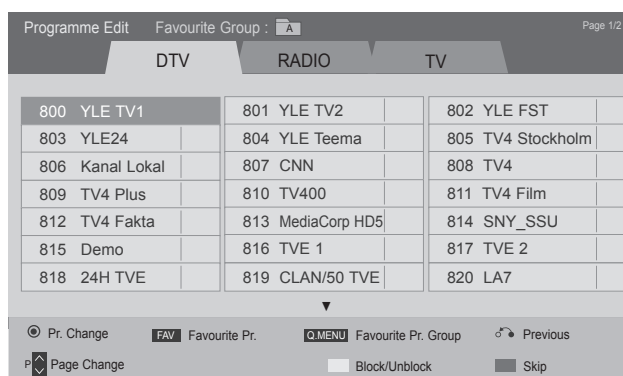 Programme Edit Favourite Group : A Page 1/2
DTV RADIO TV
800 YLE TV1 801 YLE TV2 802 YLE FST
803 YLE24 804 YLE Teema 805 TV4 Stockholm
806 Kanal Lokal 807 CNN 808 TV4
809 TV4 Plus 810 TV400 811 TV4 Film
812 TV4 Fakta 813 MediaCorp HD5 814 SNY_SSU
815 Demo 816 TVE 1 817 TVE 2
818 24H TVE 819 CLAN/50 TVE 820 LA7
▼
Pr. Change FAV Favourite Pr. Q.MENU Favourite Pr. Group Previous
P Page Change Block/Unblock Skip